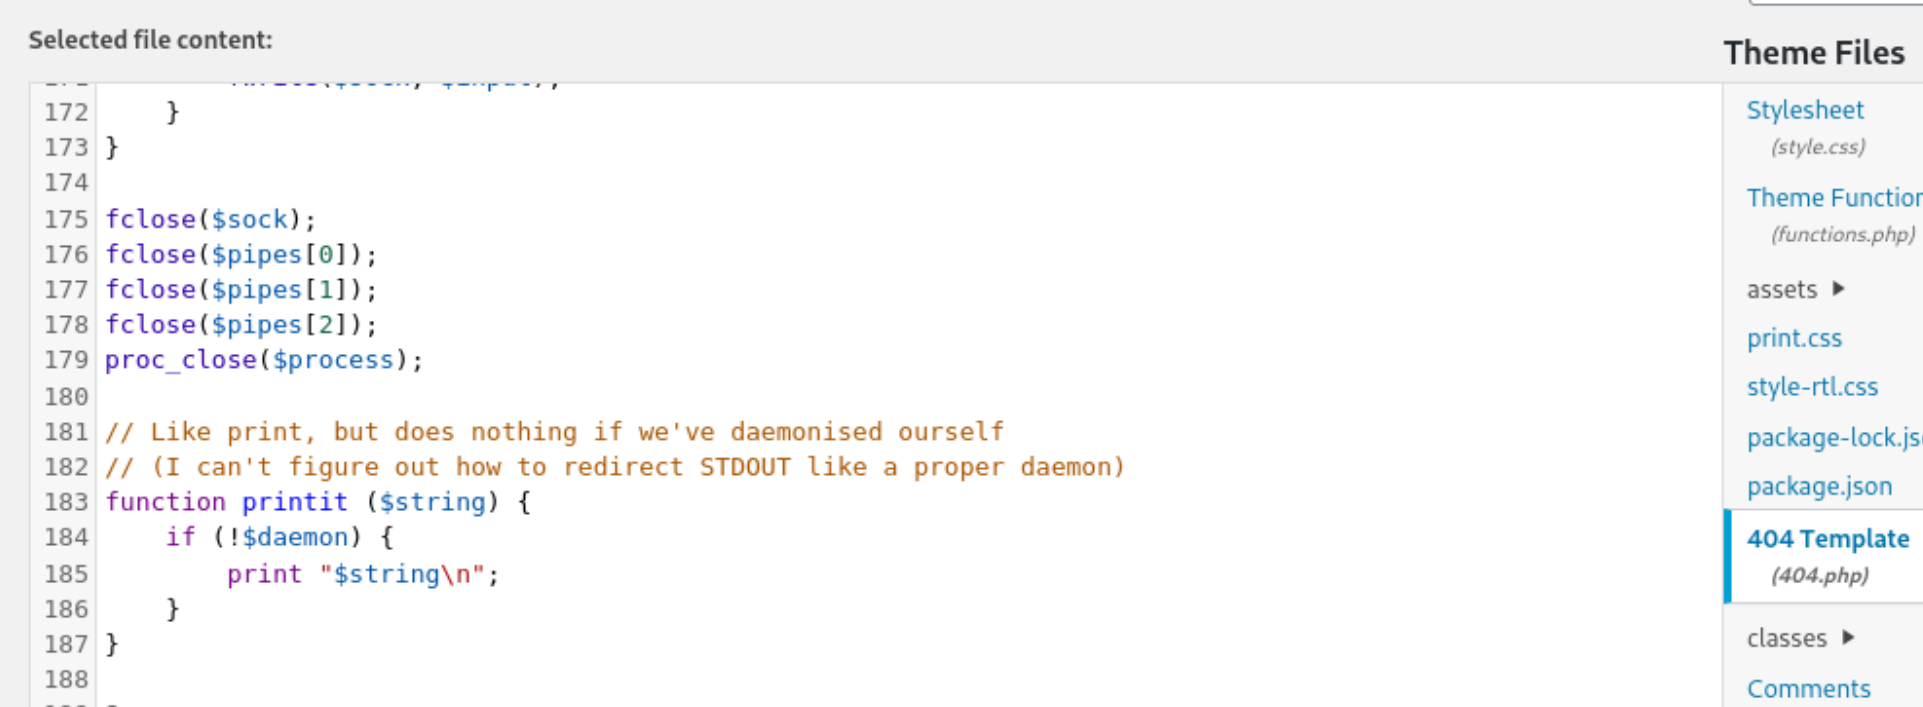 Selected file content:
172     }
173 }
174
175 fclose($sock);
176 fclose($pipes[0]);
177 fclose($pipes[1]);
178 fclose($pipes[2]);
179 proc_close($process);
180
181 // Like print, but does nothing if we've daemonised ourself
182 // (I can't figure out how to redirect STDOUT like a proper daemon)
183 function printit ($string) {
184     if (!$daemon) {
185         print "$string\n";
186     }
187 }
188
Theme Files
Stylesheet
(style.css)
Theme Function
(functions.php)
assets
print.css
style-rtl.css
package-lock.js
package.json
404 Template
(404.php)
classes
Comments